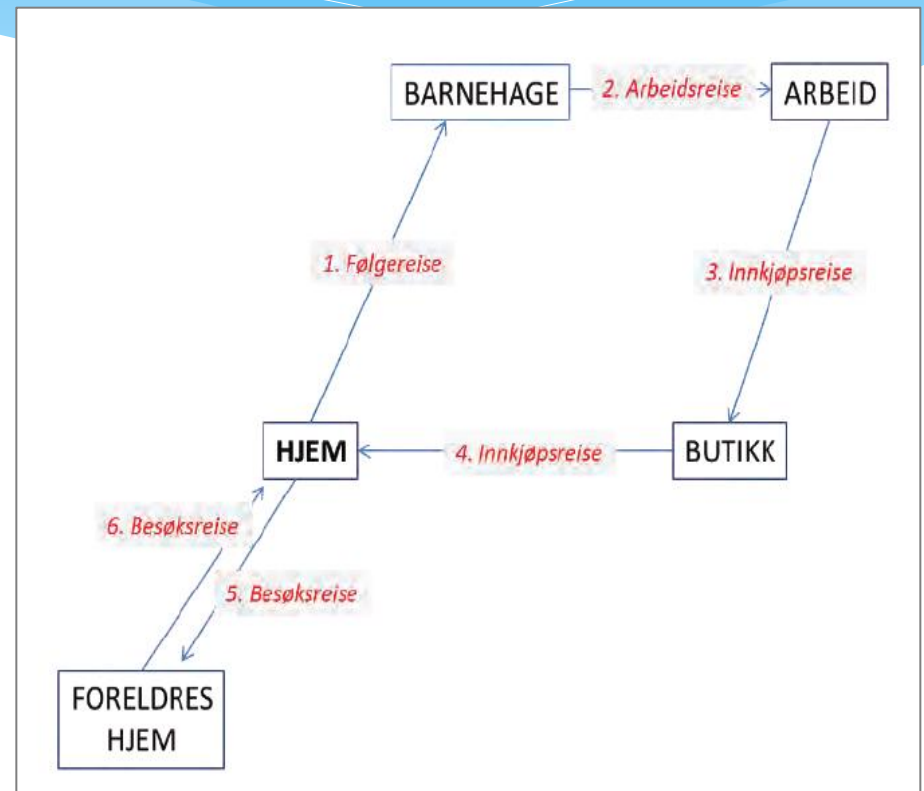 BARNEHAGE
2. Arbeidsreise
ARBEID
1. Følgereise
3. Innkjøpsreise
HJEM
4. Innkjøpsreise
BUTIKK
6. Besøksreise
5. Besøksreise
FORELDRES
HJEM